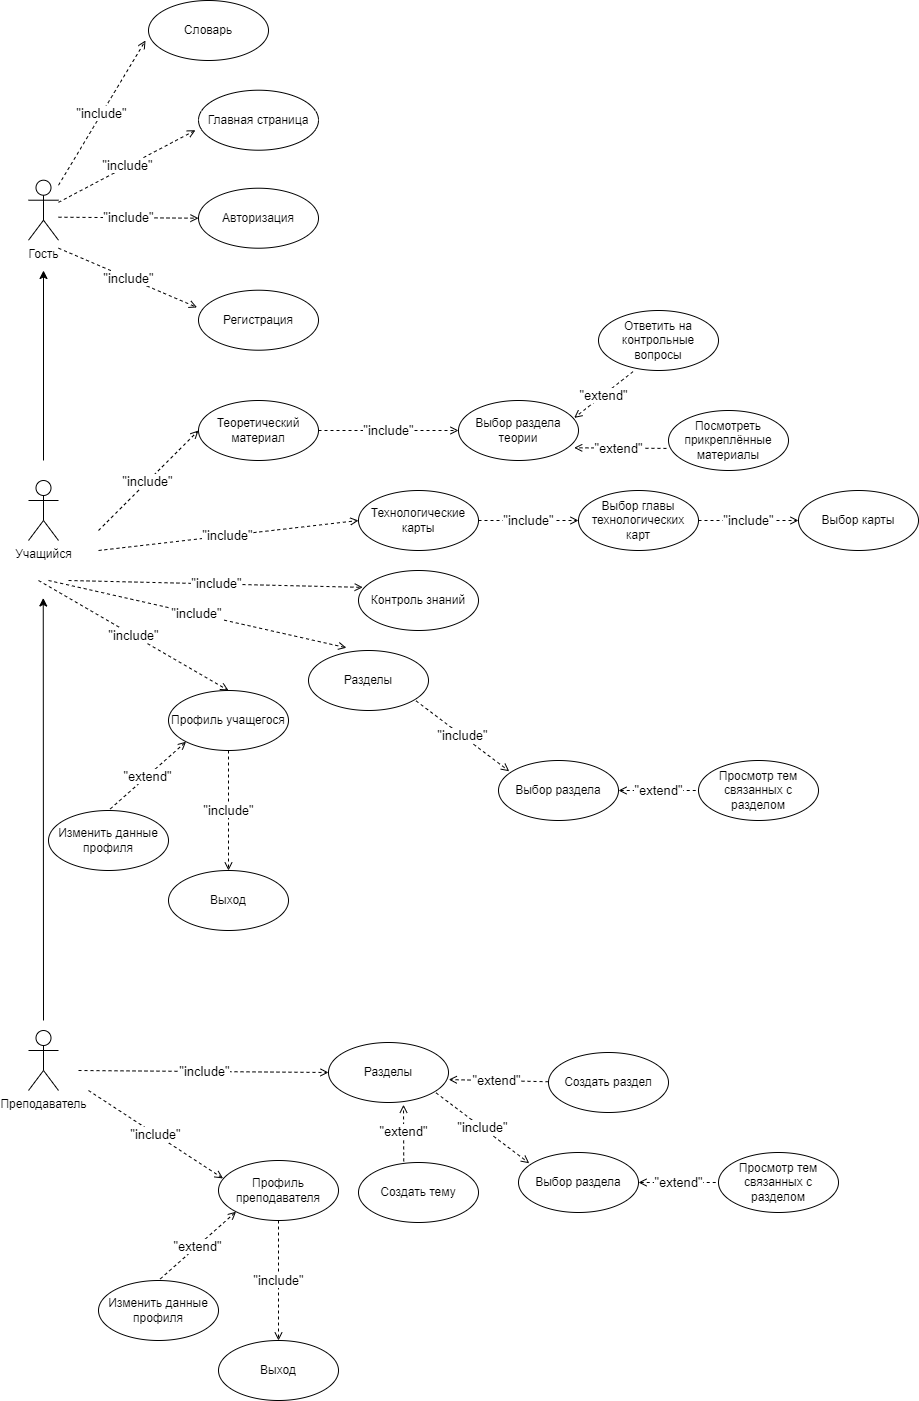 Словарь
"include"
Главная страница
"include"
Авторизация
"include"
Гость
"include"
Регистрация
Ответить на
контрольные
вопросы
"extend"
Теоретический
материал
"include"
Выбор раздела
теории
Посмотреть
прикреплённые
материалы
"extend"
"include"
Технологические
карты
"include"
Выбор главы
технологических
карт
"include"
Выбор карты
"include"
Учащийся
"include"
Контроль знаний
"include"
"include"
Разделы
Профиль учащегося
"include"
"extend"
Выбор раздела
"extend"
Просмотр тем
связанных с
разделом
"include"
Изменить данные
профиля
Выход
Преподаватель
"include"
Разделы
"extend"
Создать раздел
"include"
"extend"
"include"
Профиль
преподавателя
Создать тему
Выбор раздела
"extend"
Просмотр тем
связанных с
разделом
"extend"
"include"
Изменить данные
профиля
Выход